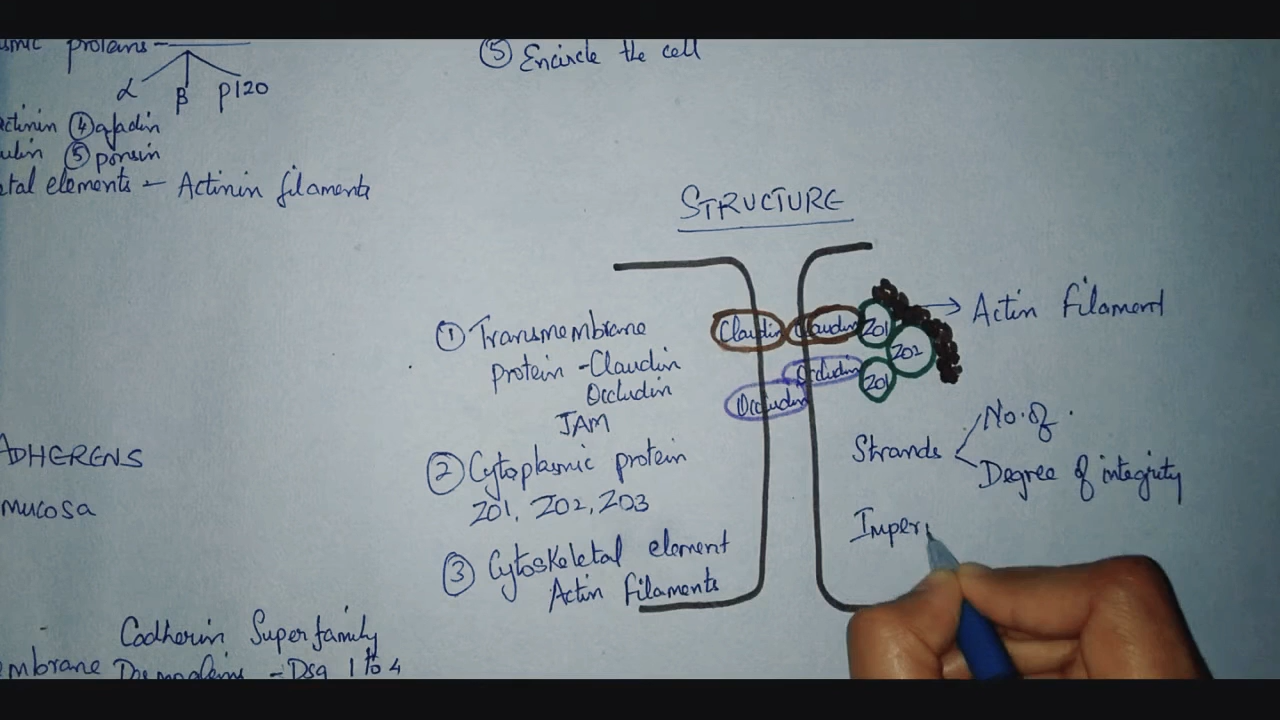 proteins -
α β p120
④ afadin
⑤ ponsin
elements - Actinin filaments
ADHERENS
mucosa
Cadherin Superfamily
- Dsg 1 to 4
⑤ Encircle the cell
STRUCTURE
① Transmembrane
protein - Claudin
Occludin
JAM
② Cytoplasmic protein
ZO1, ZO2, ZO3
③ Cytoskeletal element
Actin filaments
Claudin Claudin ZO1
ZO2
Occludin ZO1
Occludin
→ Actin Filament
Strands No. of
Degree of integrity
Imper